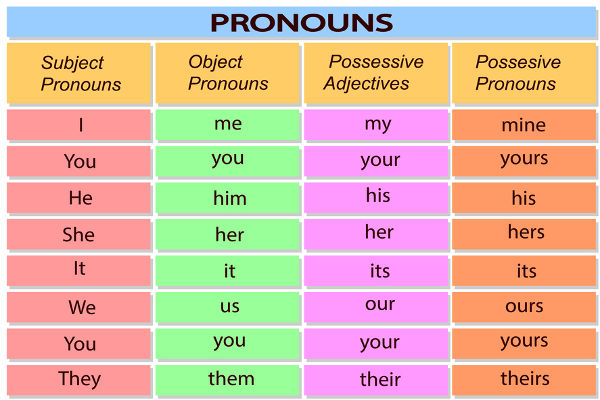 PRONOUNS
Subject Pronouns Object Pronouns Possessive Adjectives Possesive Pronouns
I me my mine
You you your yours
He him his his
She her her hers
It it its its
We us our ours
You you your yours
They them their theirs